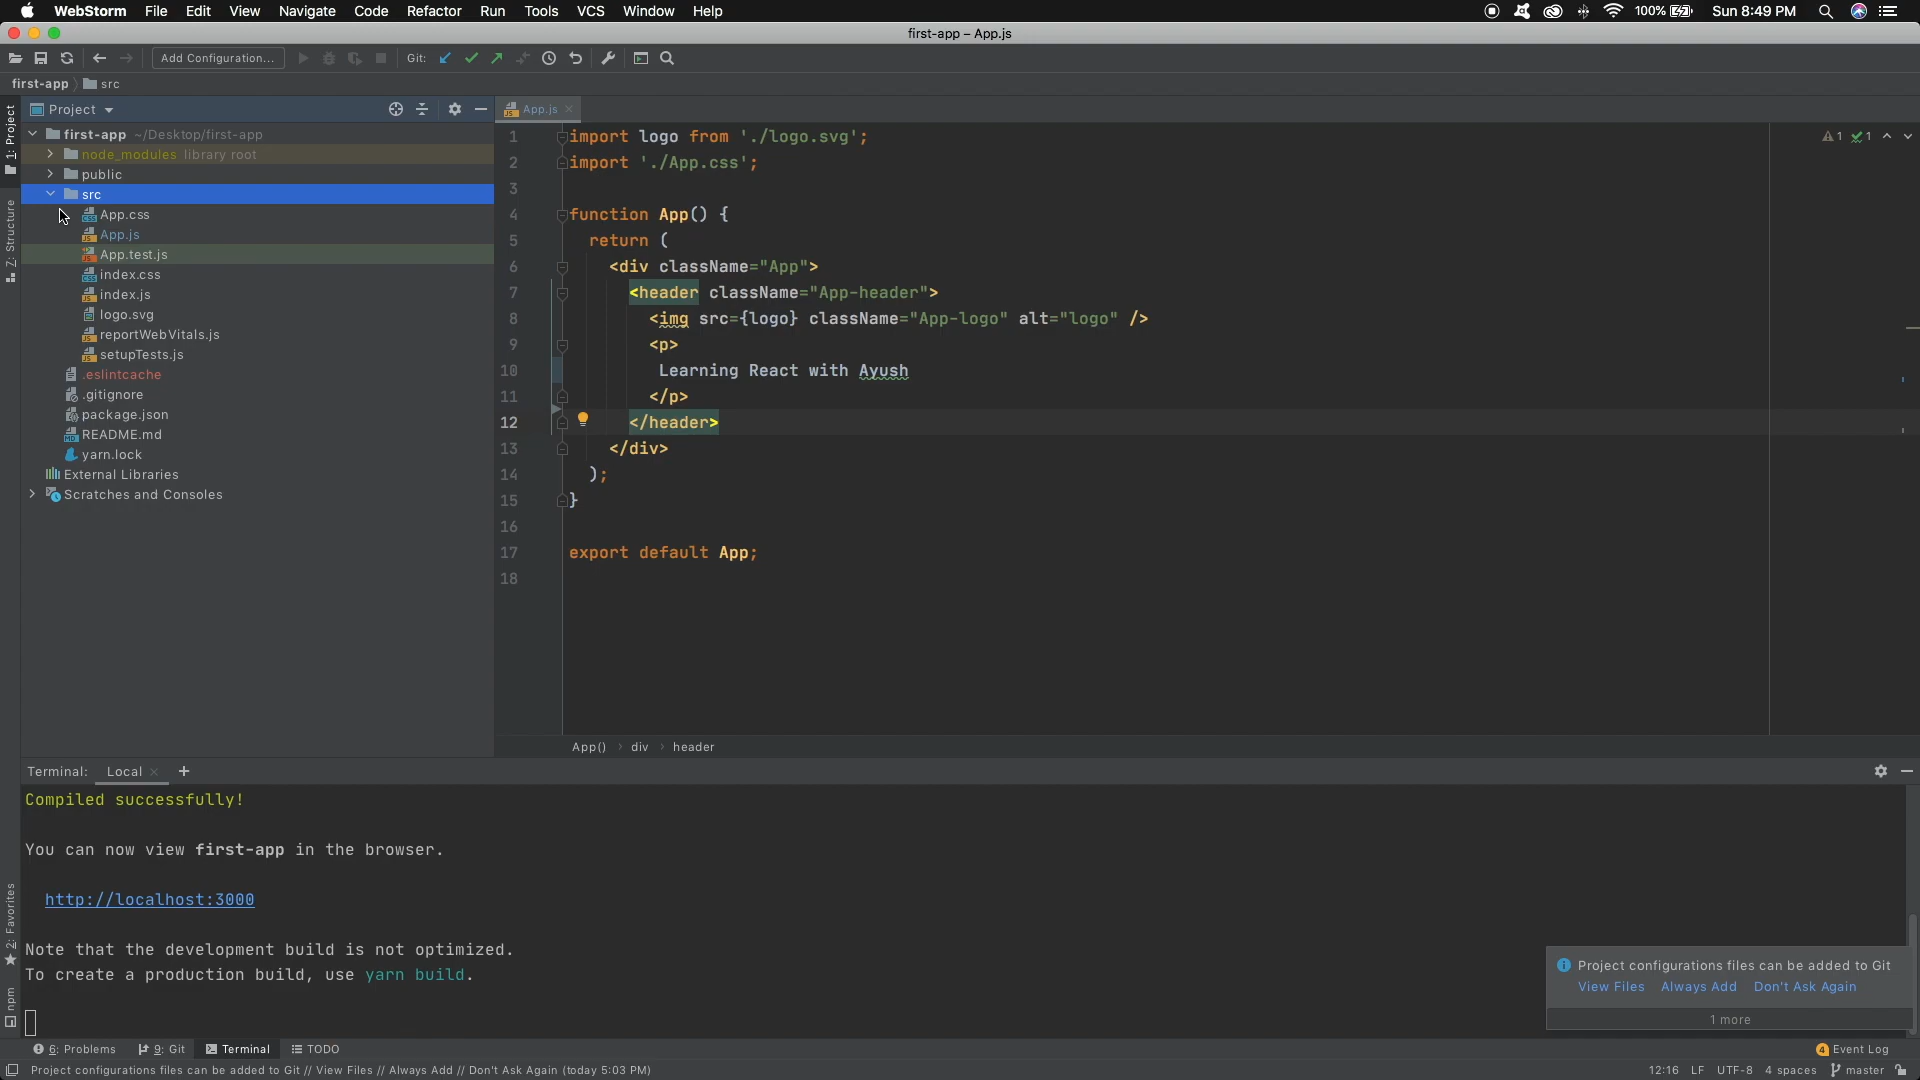 WebStorm File Edit View Navigate Code Refactor Run Tools VCS Window Help 100% Sun 8:49 PM
first-app – App.js
Add Configuration... Git:
first-app src
Project
App.js
1: Project
first-app ~/Desktop/first-app
node_modules library root
public
src
App.css
App.js
App.test.js
index.css
index.js
logo.svg
reportWebVitals.js
setupTests.js
.eslintcache
.gitignore
package.json
README.md
yarn.lock
External Libraries
Scratches and Consoles
Z: Structure
2: Favorites
npm
1 import logo from './logo.svg';
2 import './App.css';
3
4 function App() {
5 return (
6 <div className="App">
7 <header className="App-header">
8 <img src={logo} className="App-logo" alt="logo" />
9 <p>
10 Learning React with Ayush
11 </p>
12 </header>
13 </div>
14 );
15 }
16
17 export default App;
18
1 1
App() div header
Terminal: Local +
Compiled successfully!
You can now view first-app in the browser.
http://localhost:3000
Note that the development build is not optimized.
To create a production build, use yarn build.
Project configurations files can be added to Git
View Files Always Add Don't Ask Again
1 more
6: Problems 9: Git Terminal TODO 4 Event Log
Project configurations files can be added to Git // View Files // Always Add // Don't Ask Again (today 5:03 PM) 12:16 LF UTF-8 4 spaces master